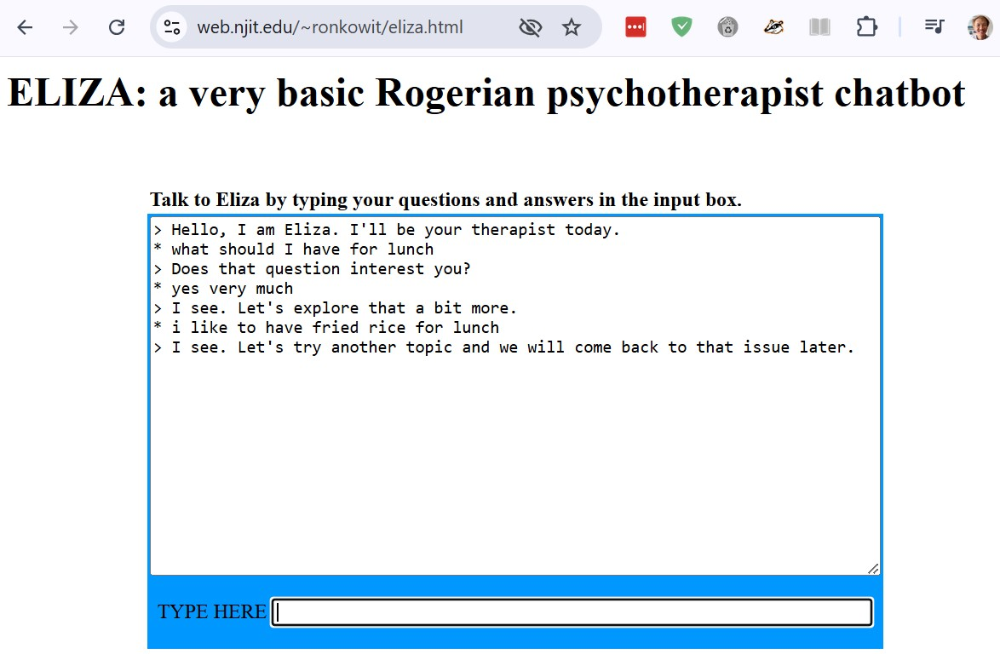 web.njit.edu/~ronkowit/eliza.html
ELIZA: a very basic Rogerian psychotherapist chatbot
Talk to Eliza by typing your questions and answers in the input box.
> Hello, I am Eliza. I'll be your therapist today.
* what should I have for lunch
> Does that question interest you?
* yes very much
> I see. Let's explore that a bit more.
* i like to have fried rice for lunch
> I see. Let's try another topic and we will come back to that issue later.
TYPE HERE